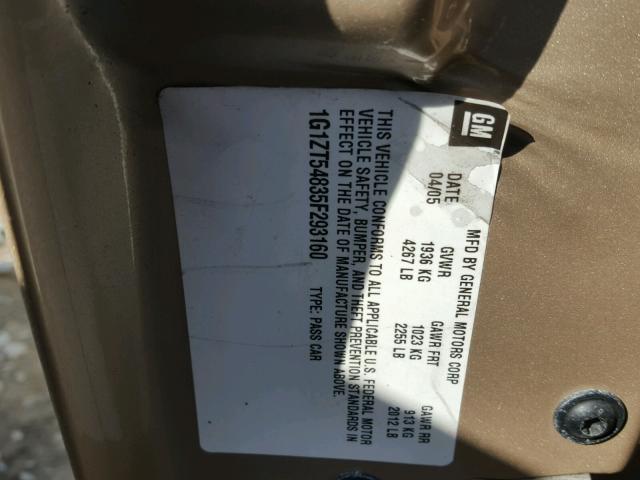 GM
MFD BY GENERAL MOTORS CORP
DATE GVWR GAWR FRT GAWR RR
04/05 1936 KG 1023 KG 913 KG
4267 LB 2255 LB 2012 LB
THIS VEHICLE CONFORMS TO ALL APPLICABLE U.S. FEDERAL MOTOR
VEHICLE SAFETY, BUMPER, AND THEFT PREVENTION STANDARDS IN
EFFECT ON THE DATE OF MANUFACTURE SHOWN ABOVE.
1G1ZT54835F293160 TYPE: PASS CAR